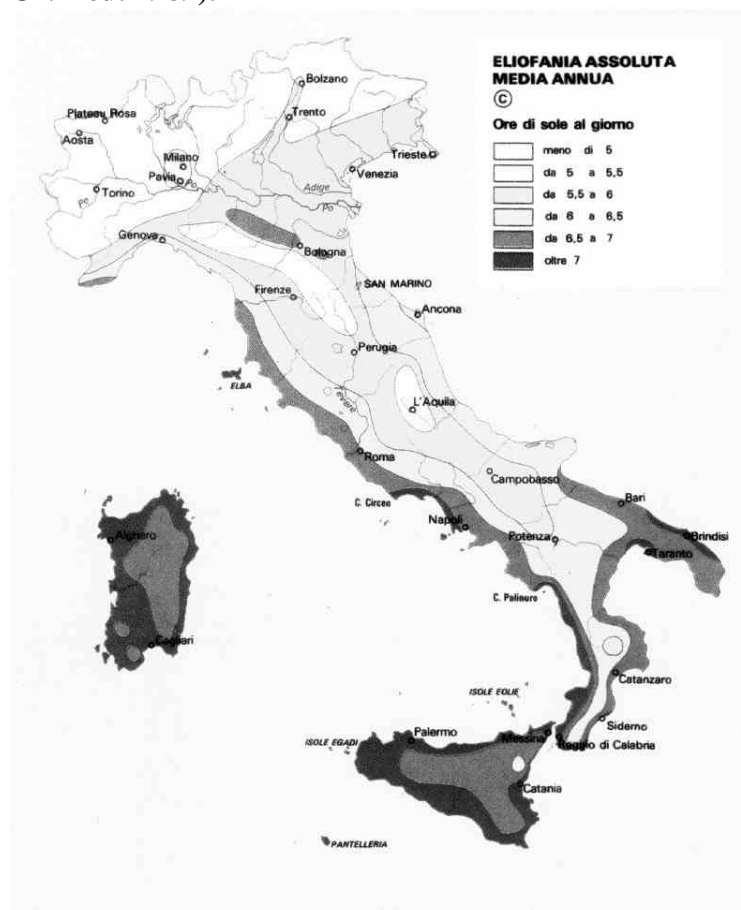 ELIOFANIA ASSOLUTA
MEDIA ANNUA
C
Ore di sole al giorno
meno di 5
da 5 a 5,5
da 5,5 a 6
da 6 a 6,5
da 6,5 a 7
oltre 7
Bolzano
Plateau Rosa
Trento
Aosta
Trieste
Milano
Venezia
Pavia
Po
Adige
Torino
Po
Po
Genova
Bologna
SAN MARINO
Firenze
Ancona
Perugia
ELBA
Tevere
L'Aquila
Roma
Campobasso
C. Circeo
Bari
Napoli
Potenza
Brindisi
Alghero
Taranto
C. Palinuro
Cagliari
Catanzaro
ISOLE EOLIE
Siderno
Palermo
Messina
ISOLE EGADI
Reggio di Calabria
Catania
PANTELLERIA